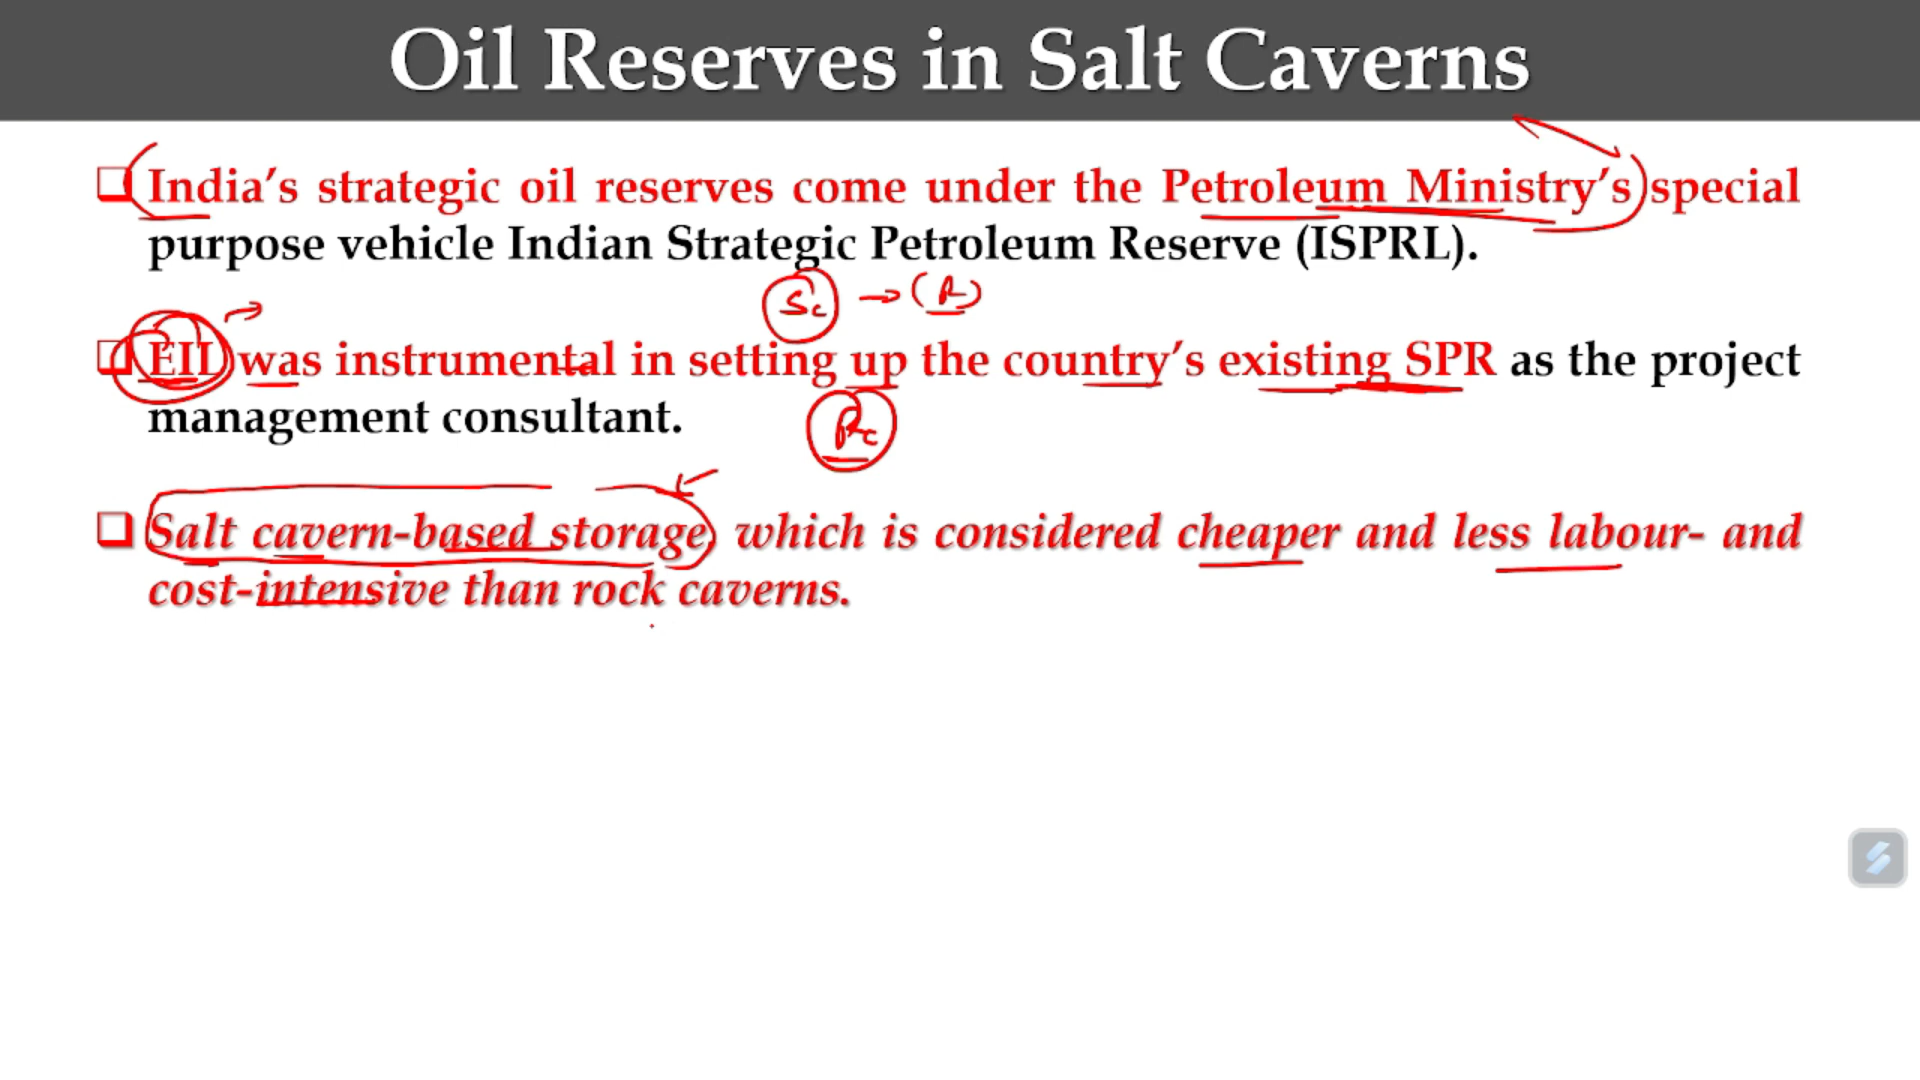 Oil Reserves in Salt Caverns
India's strategic oil reserves come under the Petroleum Ministry's special
purpose vehicle Indian Strategic Petroleum Reserve (ISPRL).
Sc → (R)
EIL was instrumental in setting up the country's existing SPR as the project
management consultant.
Rc
Salt cavern-based storage, which is considered cheaper and less labour- and
cost-intensive than rock caverns.